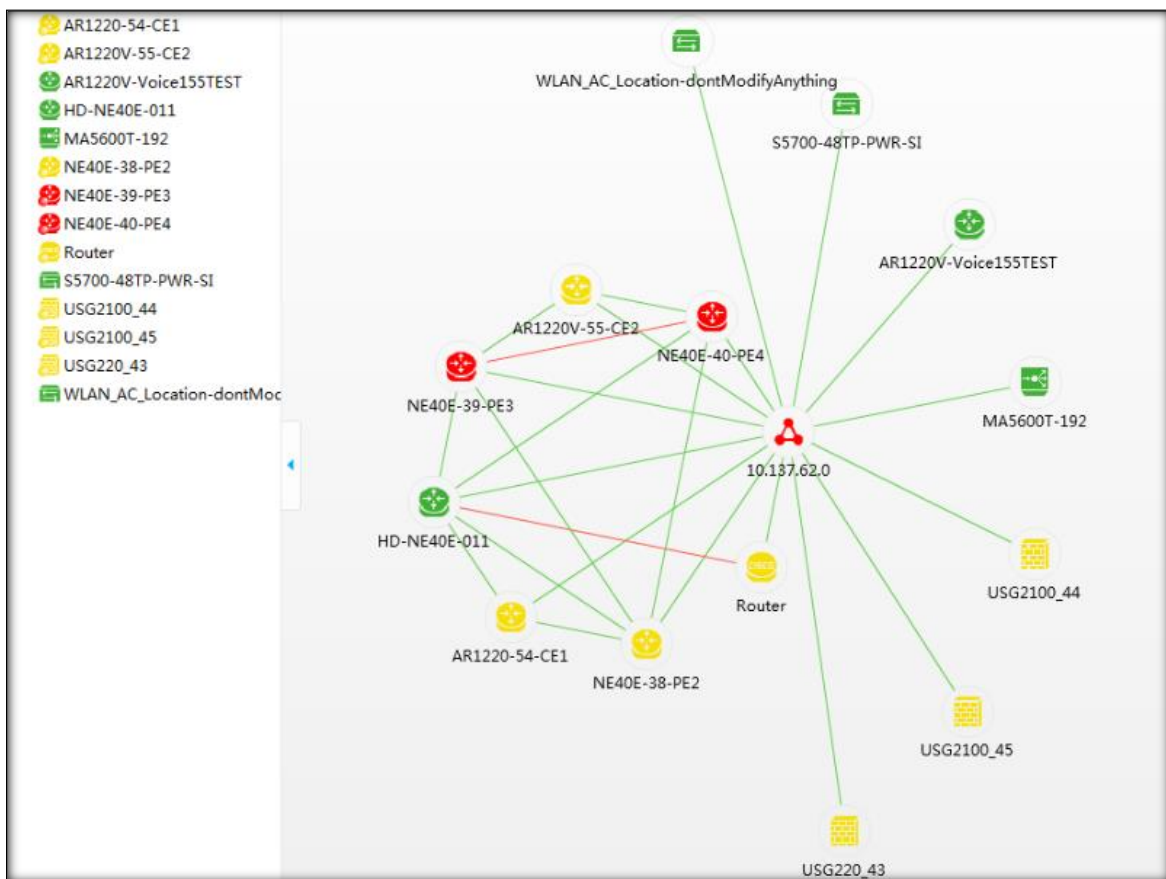 AR1220-54-CE1
AR1220V-55-CE2
AR1220V-Voice155TEST
HD-NE40E-011
MA5600T-192
NE40E-38-PE2
NE40E-39-PE3
NE40E-40-PE4
Router
S5700-48TP-PWR-SI
USG2100_44
USG2100_45
USG220_43
WLAN_AC_Location-dontMoc
WLAN_AC_Location-dontModifyAnything
S5700-48TP-PWR-SI
AR1220V-Voice155TEST
AR1220V-55-CE2
NE40E-40-PE4
NE40E-39-PE3
MA5600T-192
10.137.62.0
HD-NE40E-011
CISCO
Router
USG2100_44
AR1220-54-CE1
NE40E-38-PE2
USG2100_45
USG220_43